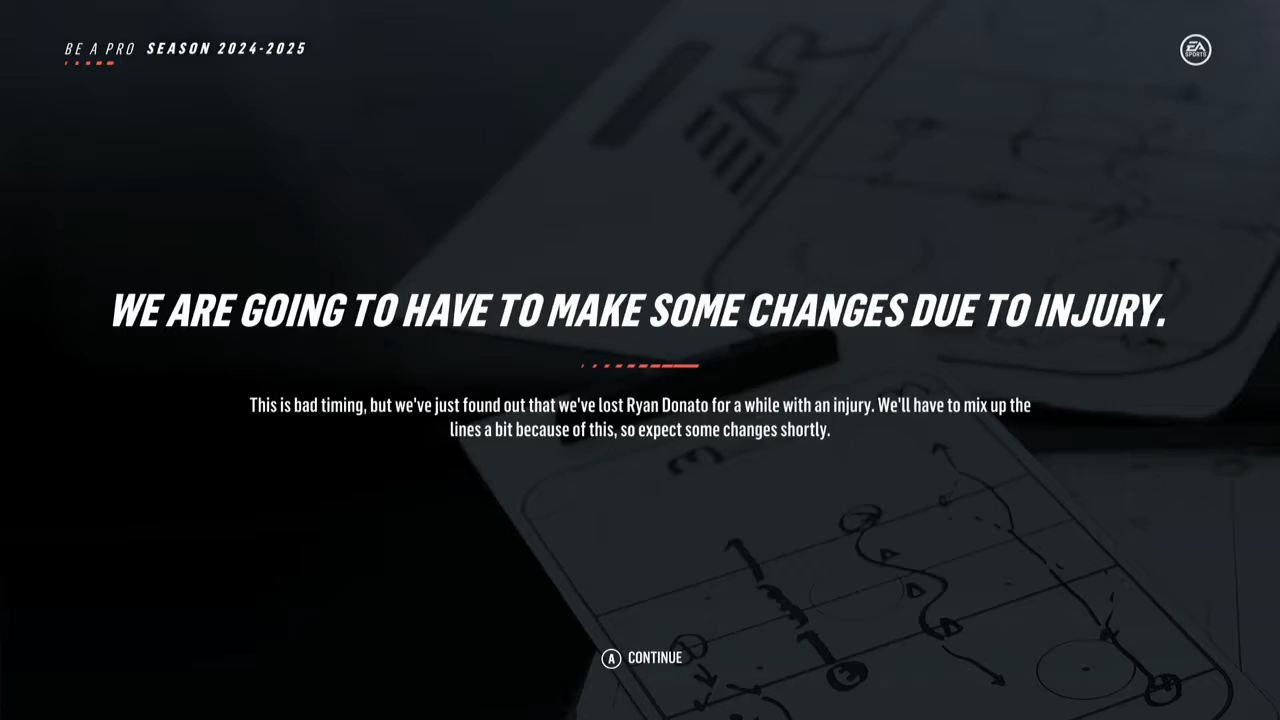 BE A PRO SEASON 2024-2025
EA
SPORTS
WE ARE GOING TO HAVE TO MAKE SOME CHANGES DUE TO INJURY.
This is bad timing, but we've just found out that we've lost Ryan Donato for a while with an injury. We'll have to mix up the
lines a bit because of this, so expect some changes shortly.
A CONTINUE